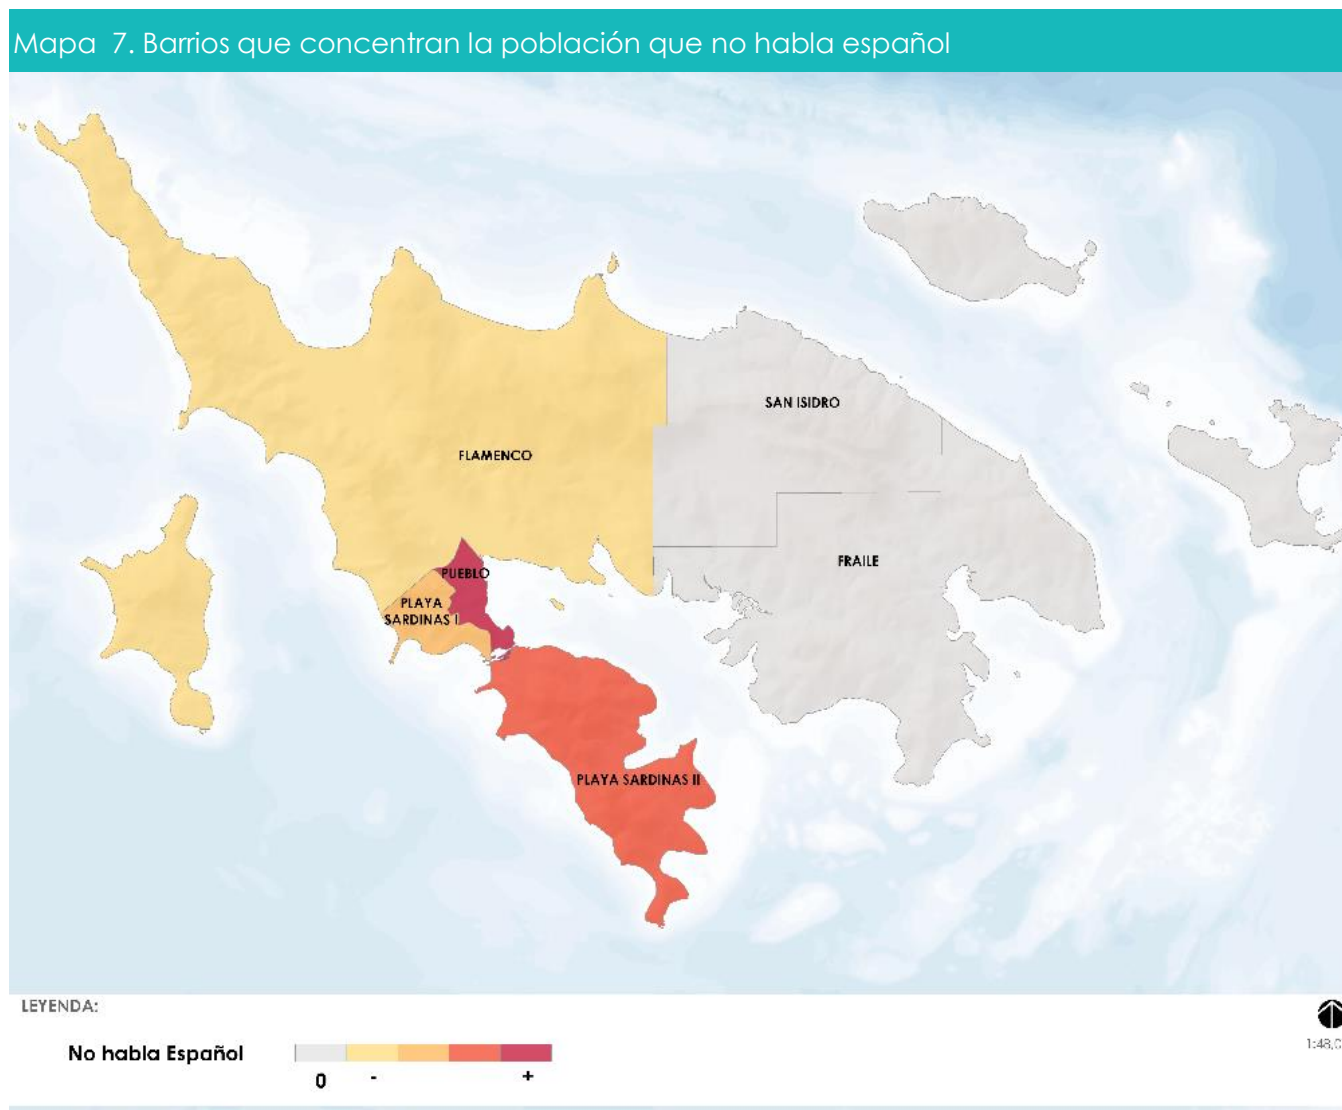 Mapa 7. Barrios que concentran la población que no habla español
SAN ISIDRO
FLAMENCO
FRAILE
PUEBLO
PLAYA
SARDINAS I
PLAYA SARDINAS II
LEYENDA:
No habla Español
0 - +